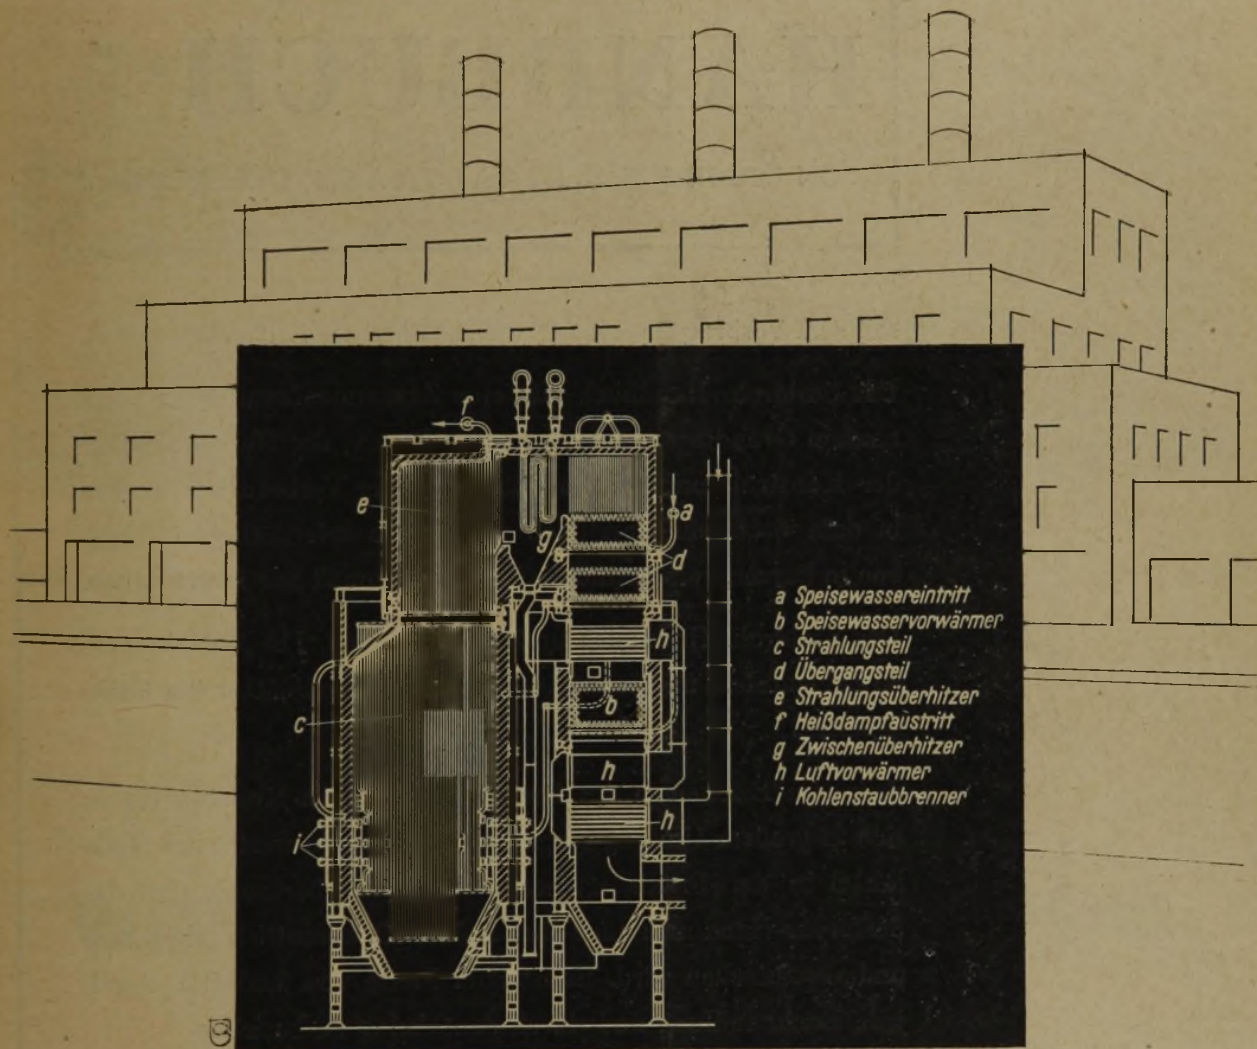 f
e
a
g
d
h
c
b
h
h
i
a Speisewassereintritt
b Speisewasservorwärmer
c Strahlungsteil
d Übergangsteil
e Strahlungsüberhitzer
f Heißdampfaustritt
g Zwischenüberhitzer
h Luftvorwärmer
i Kohlenstaubbrenner